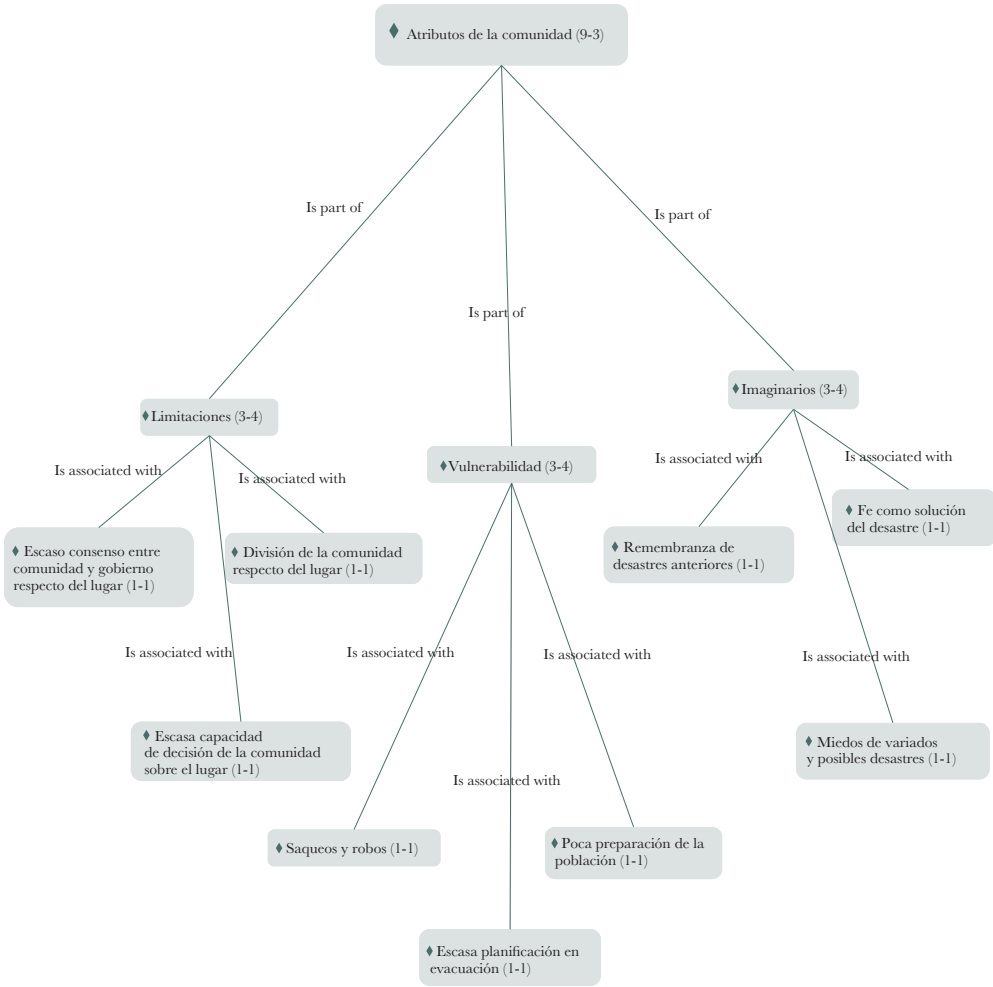 Atributos de la comunidad (9-3)
Is part of
Is part of
Is part of
Limitaciones (3-4)
Is associated with
Is associated with
Escaso consenso entre
comunidad y gobierno
respecto del lugar (1-1)
División de la comunidad
respecto del lugar (1-1)
Is associated with
Escasa capacidad
de decisión de la comunidad
sobre el lugar (1-1)
Vulnerabilidad (3-4)
Is associated with
Is associated with
Is associated with
Saqueos y robos (1-1)
Poca preparación de la
población (1-1)
Escasa planificación en
evacuación (1-1)
Imaginarios (3-4)
Is associated with
Is associated with
Fe como solución
del desastre (1-1)
Remembranza de
desastres anteriores (1-1)
Is associated with
Miedos de variados
y posibles desastres (1-1)